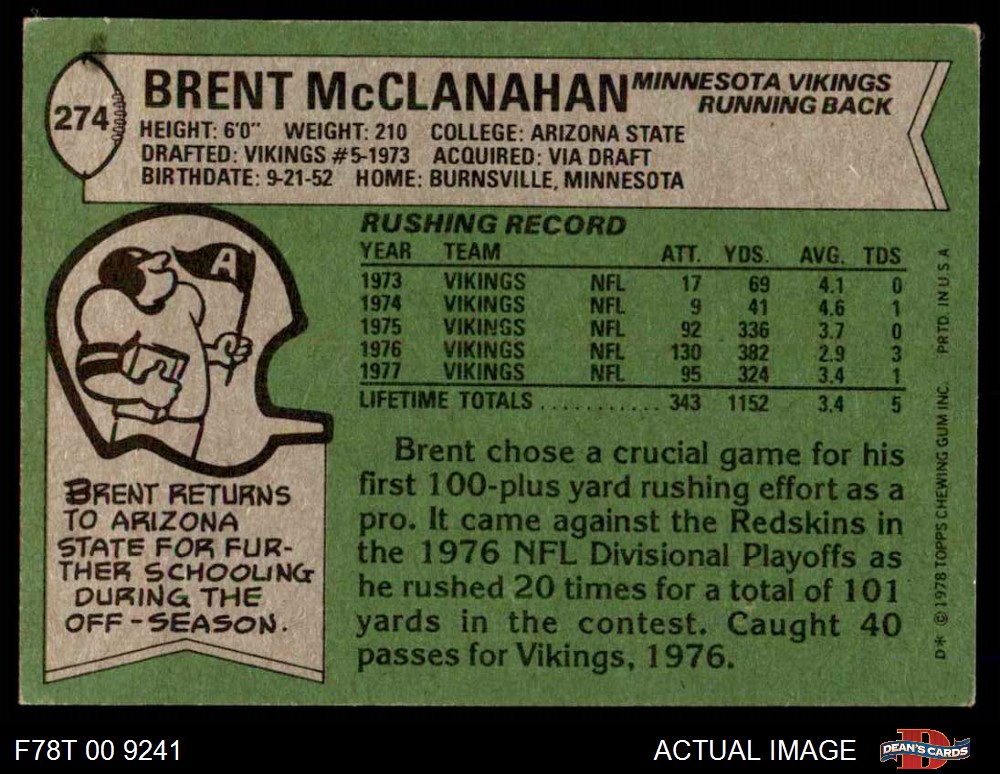 274
BRENT McCLANAHAN
MINNESOTA VIKINGS
RUNNING BACK
HEIGHT: 6'0" WEIGHT: 210 COLLEGE: ARIZONA STATE
DRAFTED: VIKINGS #5-1973 ACQUIRED: VIA DRAFT
BIRTHDATE: 9-21-52 HOME: BURNSVILLE, MINNESOTA
A
BRENT RETURNS
TO ARIZONA
STATE FOR FUR-
THER SCHOOLING
DURING THE
OFF-SEASON.
RUSHING RECORD
YEAR TEAM ATT. YDS. AVG. TDS
1973 VIKINGS NFL 17 69 4.1 0
1974 VIKINGS NFL 9 41 4.6 1
1975 VIKINGS NFL 92 336 3.7 0
1976 VIKINGS NFL 130 382 2.9 3
1977 VIKINGS NFL 95 324 3.4 1
LIFETIME TOTALS ........... 343 1152 3.4 5
Brent chose a crucial game for his
first 100-plus yard rushing effort as a
pro. It came against the Redskins in
the 1976 NFL Divisional Playoffs as
he rushed 20 times for a total of 101
yards in the contest. Caught 40
passes for Vikings, 1976.
D* © 1978 TOPPS CHEWING GUM INC. PRTD. IN U S A
F78T 00 9241
ACTUAL IMAGE
DEAN'S CARDS